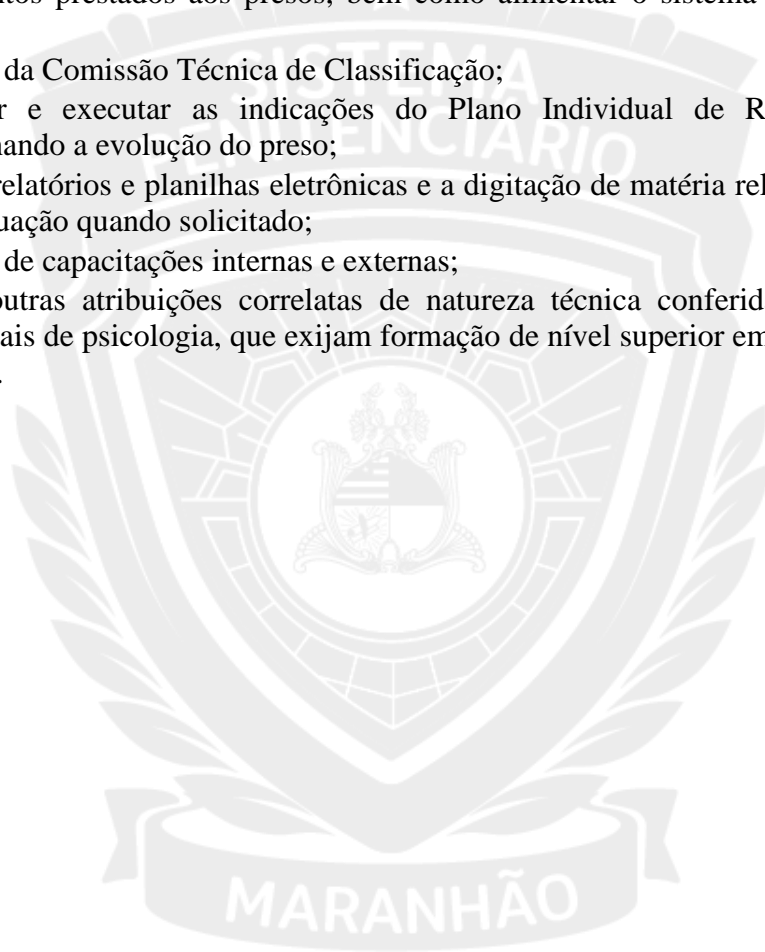 tos prestados aos presos, bem como alimentar o sistema
da Comissão Técnica de Classificação;
r e executar as indicações do Plano Individual de R
nando a evolução do preso;
relatórios e planilhas eletrônicas e a digitação de matéria rel
uação quando solicitado;
de capacitações internas e externas;
outras atribuições correlatas de natureza técnica conferid
ais de psicologia, que exijam formação de nível superior em
.
SISTEMA
PENITENCIÁRIO
MARANHÃO